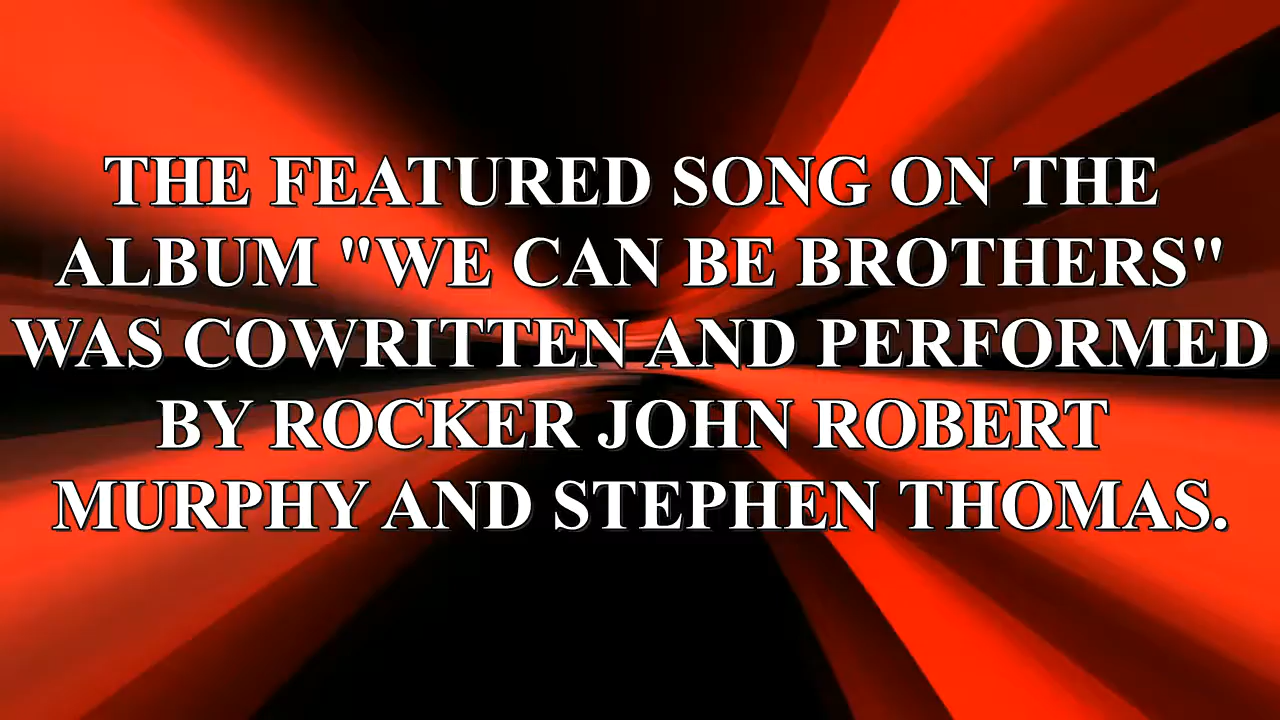 THE FEATURED SONG ON THE
ALBUM "WE CAN BE BROTHERS"
WAS COWRITTEN AND PERFORMED
BY ROCKER JOHN ROBERT
MURPHY AND STEPHEN THOMAS.